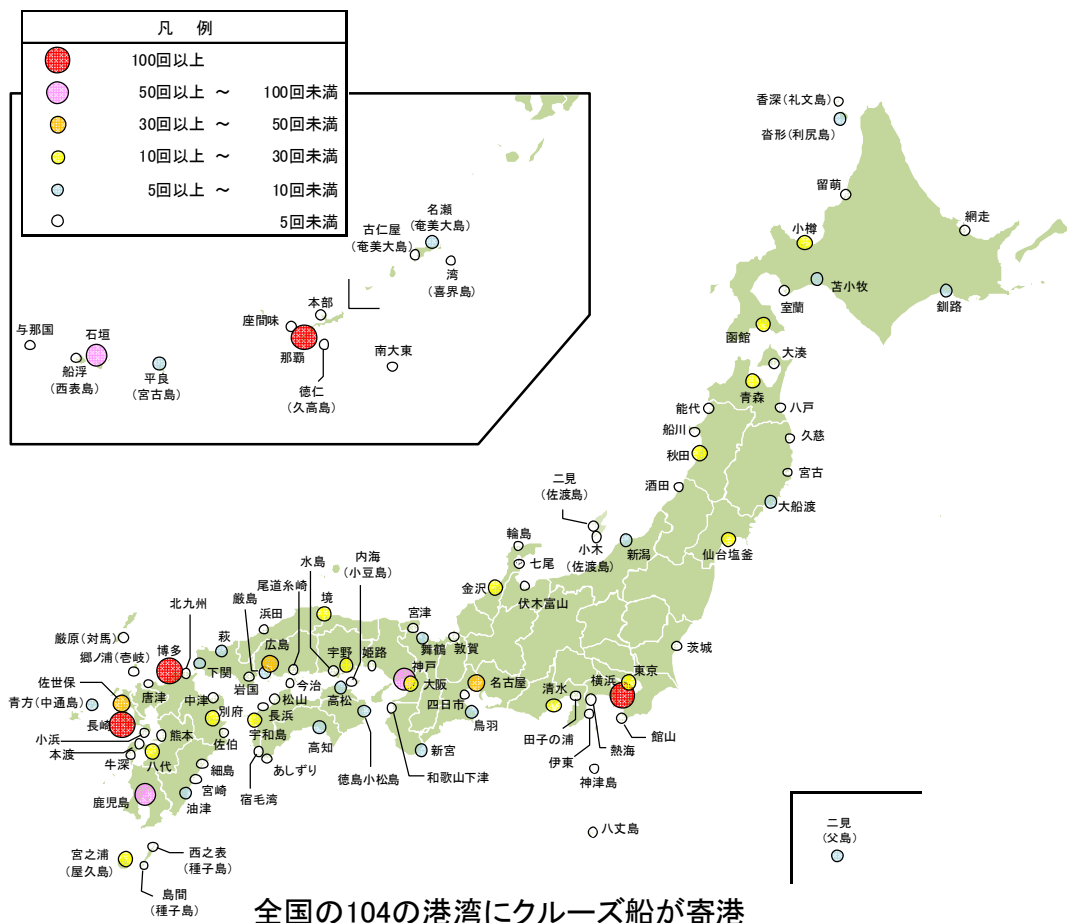 凡 例
100回以上
50回以上 ～ 100回未満
30回以上 ～ 50回未満
10回以上 ～ 30回未満
5回以上 ～ 10回未満
5回未満
香深(礼文島)
沓形(利尻島)
留萌
網走
小樽
苫小牧
室蘭
釧路
函館
大湊
青森
能代
八戸
船川
久慈
秋田
宮古
酒田
大船渡
仙台塩釜
名瀬
(奄美大島)
古仁屋
(奄美大島)
湾
(喜界島)
本部
座間味
那覇
徳仁
(久高島)
南大東
与那国
石垣
船浮
(西表島)
平良
(宮古島)
二見
(佐渡島)
小木
(佐渡島)
新潟
輪島
七尾
金沢
伏木富山
水島
内海
(小豆島)
尾道糸崎
境
厳島
浜田
北九州
萩
広島
宇野
姫路
宮津
舞鶴
敦賀
神戸
大阪
名古屋
四日市
鳥羽
清水
横浜
東京
茨城
館山
田子の浦
伊東
熱海
神津島
八丈島
厳原(対馬)
郷ノ浦(壱岐)
博多
下関
佐世保
唐津
中津
岩国
今治
松山
高松
青方(中通島)
長崎
別府
長浜
宇和島
高知
新宮
小浜
熊本
佐伯
本渡
牛深
八代
細島
宮崎
宿毛湾
あしずり
徳島小松島
和歌山下津
鹿児島
油津
宮之浦
(屋久島)
西之表
(種子島)
島間
(種子島)
二見
(父島)
全国の104の港湾にクルーズ船が寄港